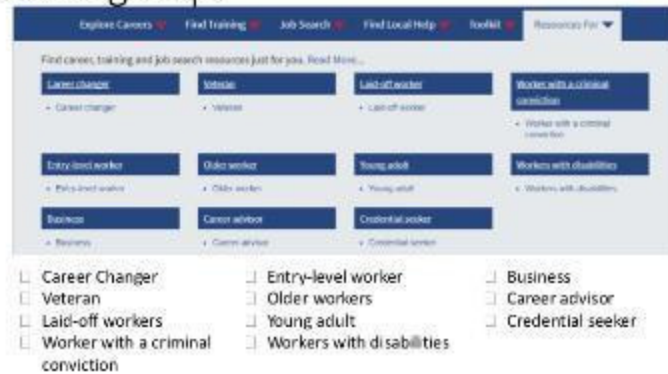 Explore Careers Find Training Job Search Find Local Help Toolkit Resources For
Find career, training and job search resources just for you. Read More...
Career changer Veteran Laid-off worker Worker with a criminal
conviction
• Career changer • Veteran • Laid-off worker • Worker with a criminal
conviction
Entry-level worker Older worker Young adult Workers with disabilities
• Entry-level worker • Older worker • Young adult • Workers with disabilities
Business Career advisor Credential seeker
• Business • Career advisor • Credential seeker
Career Changer
Veteran
Laid-off workers
Worker with a criminal
conviction
Entry-level worker
Older workers
Young adult
Workers with disabilities
Business
Career advisor
Credential seeker